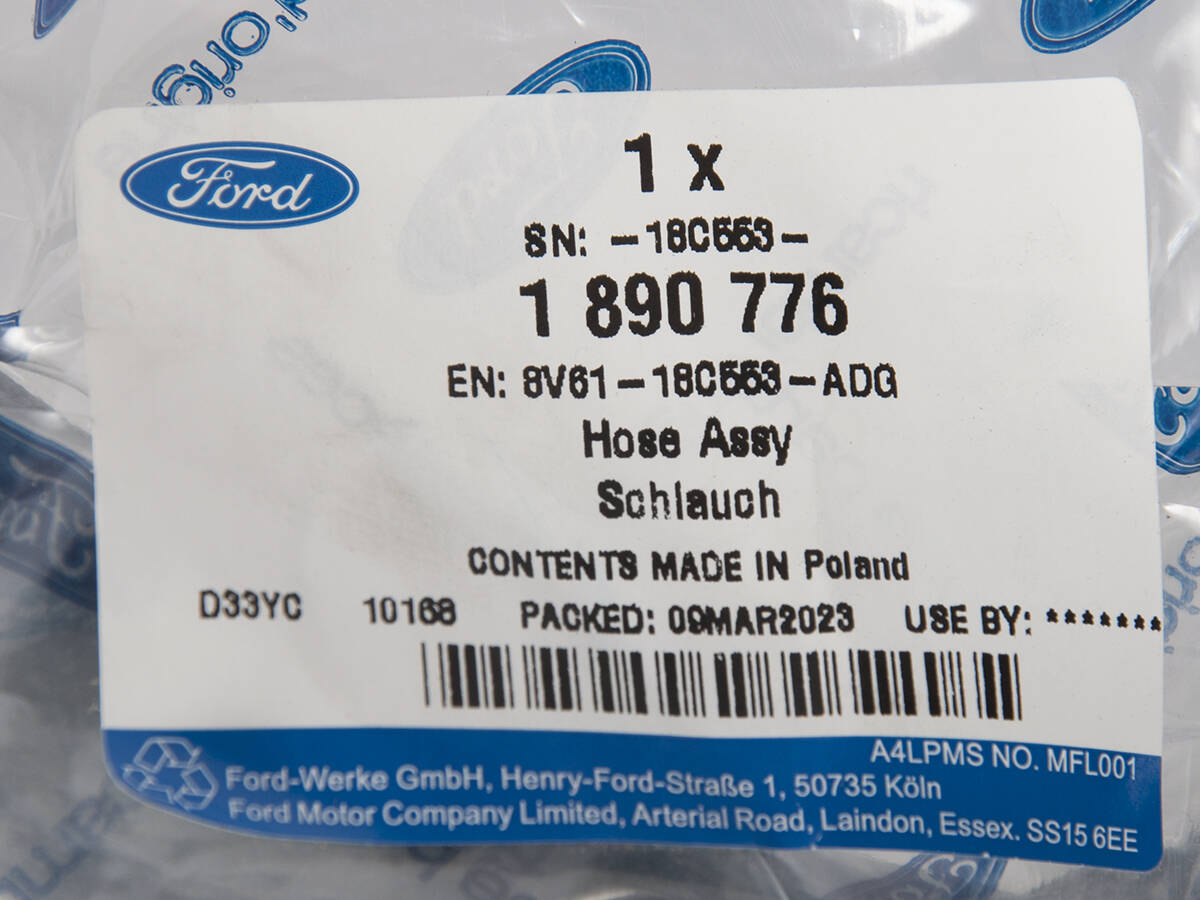 Ford
1 x
SN: -18C553-
1 890 776
EN: 8V61-18C553-ADG
Hose Assy
Schlauch
CONTENTS MADE IN Poland
D33YC 10168 PACKED: 09MAR2023 USE BY: *******
A4LPMS NO. MFL001
Ford-Werke GmbH, Henry-Ford-Straße 1, 50735 Köln
Ford Motor Company Limited, Arterial Road, Laindon, Essex. SS15 6EE